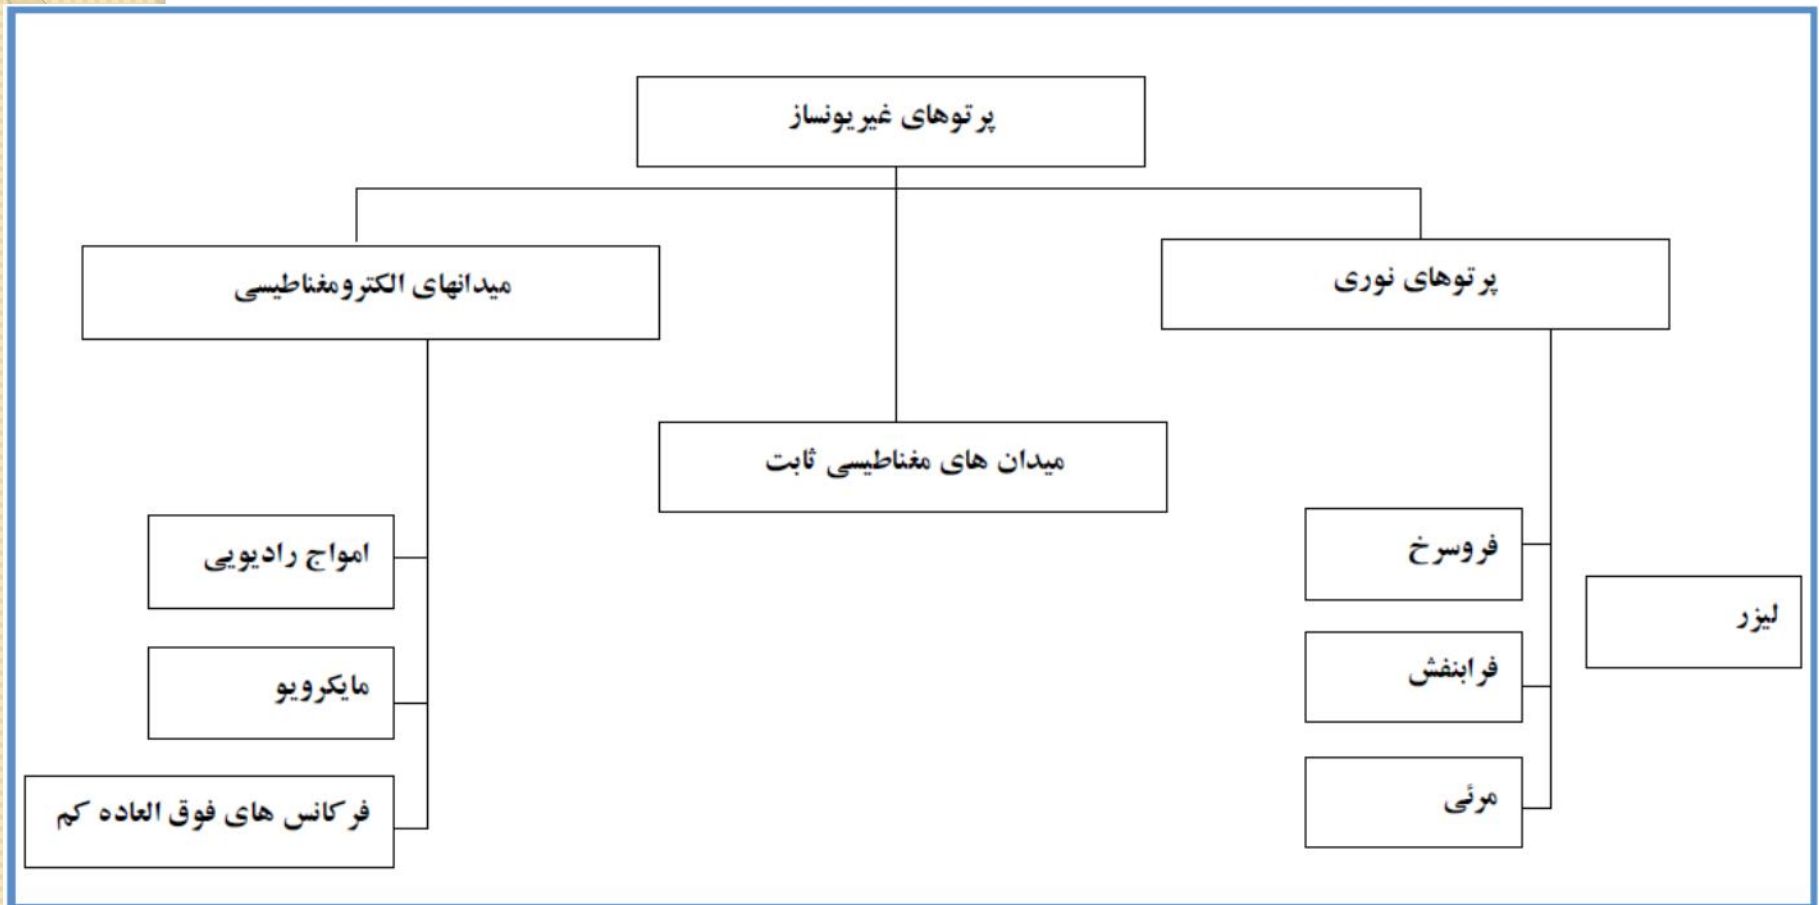 پرتوهای غیریونساز
پرتوهای نوری
میدانهای الکترومغناطیسی
میدان های مغناطیسی ثابت
فروسرخ
فرابنفش
مرئی
لیزر
امواج رادیویی
مایکرویو
فرکانس های فوق العاده کم